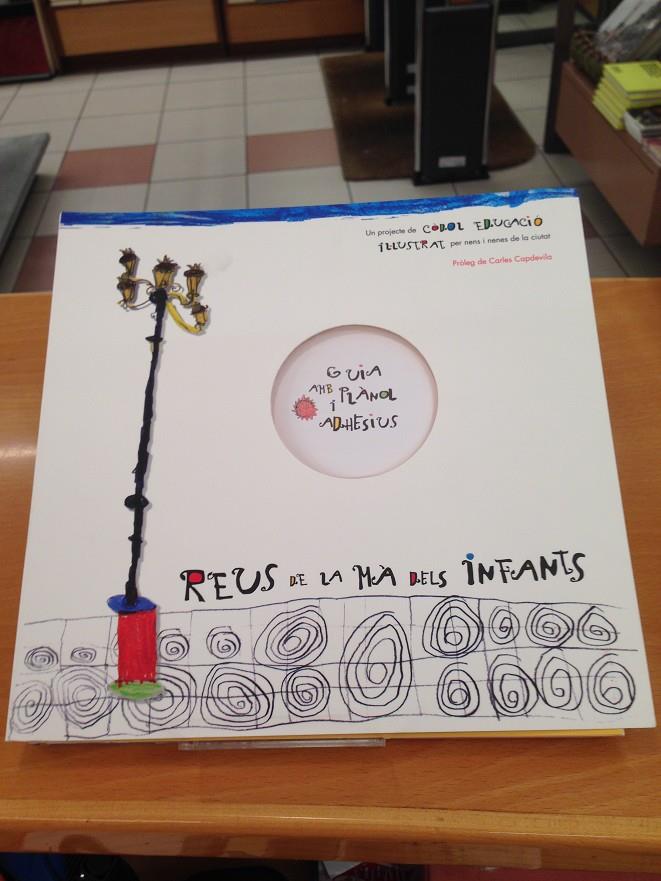 Un projecte de CÒDOL EDUCACIÓ
IL·LUSTRAT per nens i nenes de la ciutat
Pròleg de Carles Capdevila
GUIA
AMB PLÀNOL
i
ADHESIUS
REUS DE LA MÀ DELS INFANTS